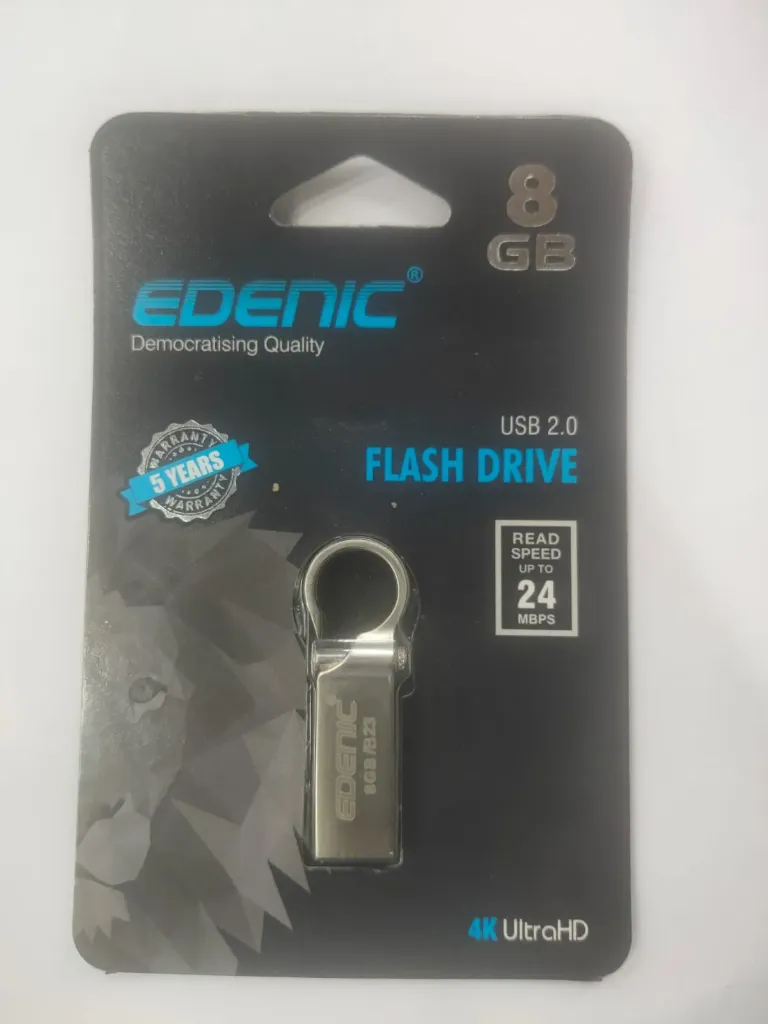 8
GB
EDENIC®
Democratising Quality
USB 2.0
FLASH DRIVE
WARRANTY
5 YEARS
WARRANTY
READ
SPEED
UP TO
24
MBPS
EDENIC
8GB /B23
4K UltraHD